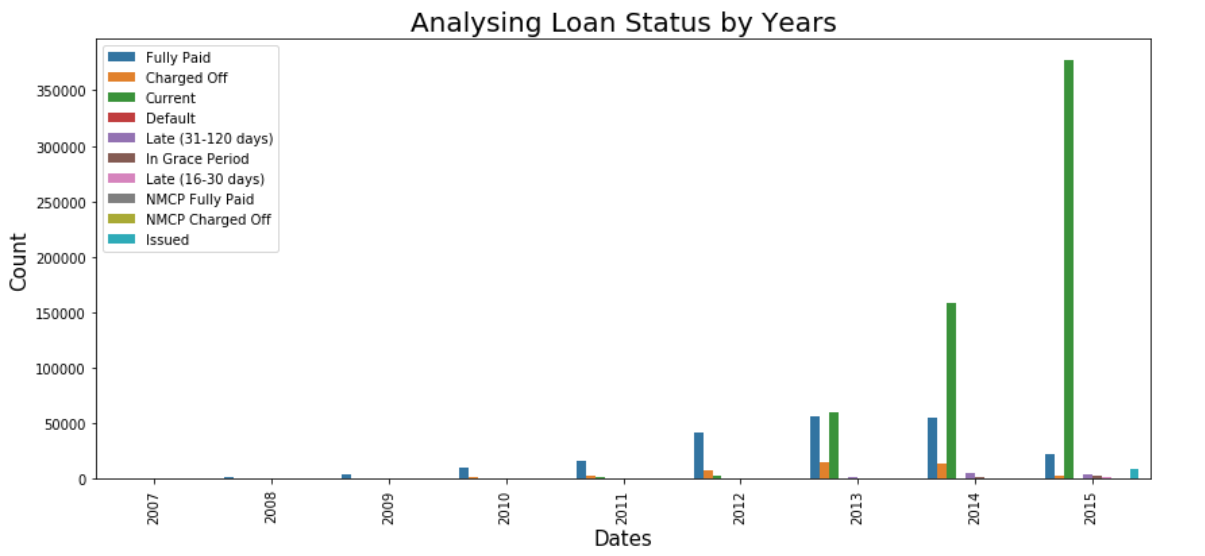 Analysing Loan Status by Years
Fully Paid
Charged Off
Current
Default
Late (31-120 days)
In Grace Period
Late (16-30 days)
NMCP Fully Paid
NMCP Charged Off
Issued
350000
300000
250000
200000
150000
100000
50000
0
Count
2007
2008
2009
2010
2011
2012
2013
2014
2015
Dates